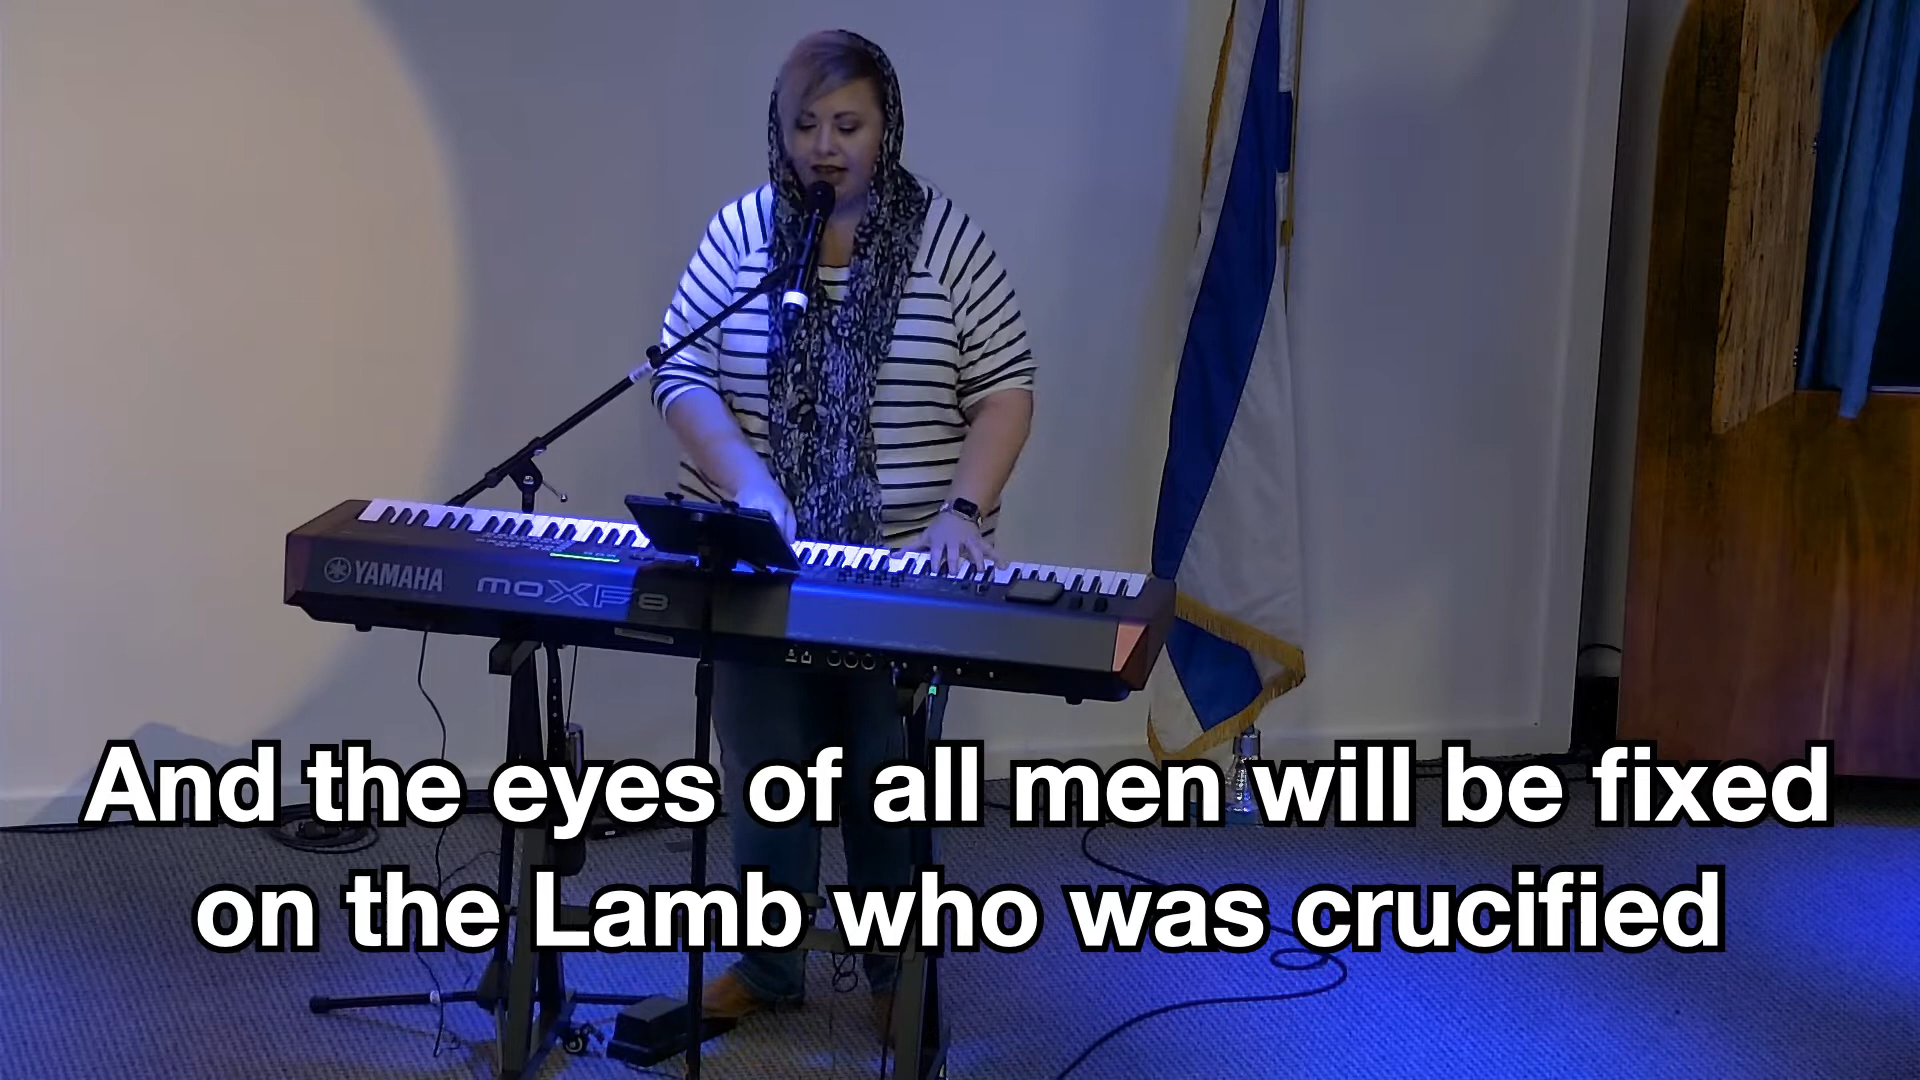 YAMAHA
moXF8
And the eyes of all men will be fixed
on the Lamb who was crucified